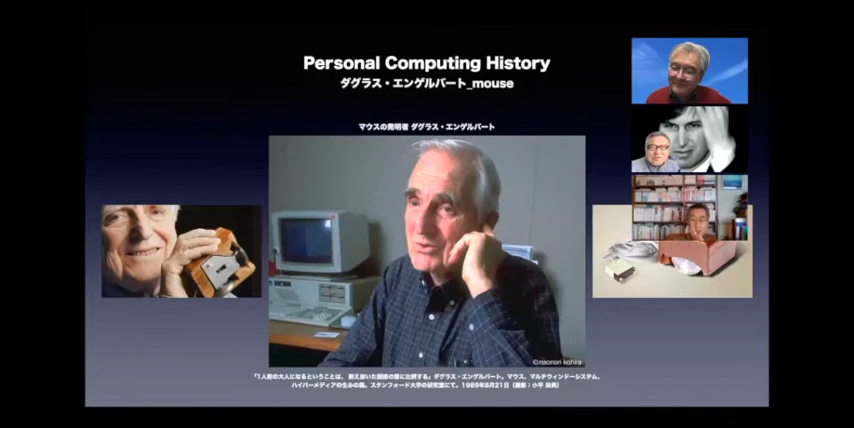 Personal Computing History
ダグラス・エンゲルバート_mouse
マウスの発明者 ダグラス・エンゲルバート
©naonori kohira
「1人前の大人になるということは、耐え抜いた困難の量に比例する」ダグラス・エンゲルバート。マウス、マルチウィンドーシステム、
ハイパーメディアの生みの親。スタンフォード大学の研究室にて。1989年8月21日（撮影：小平 尚典）